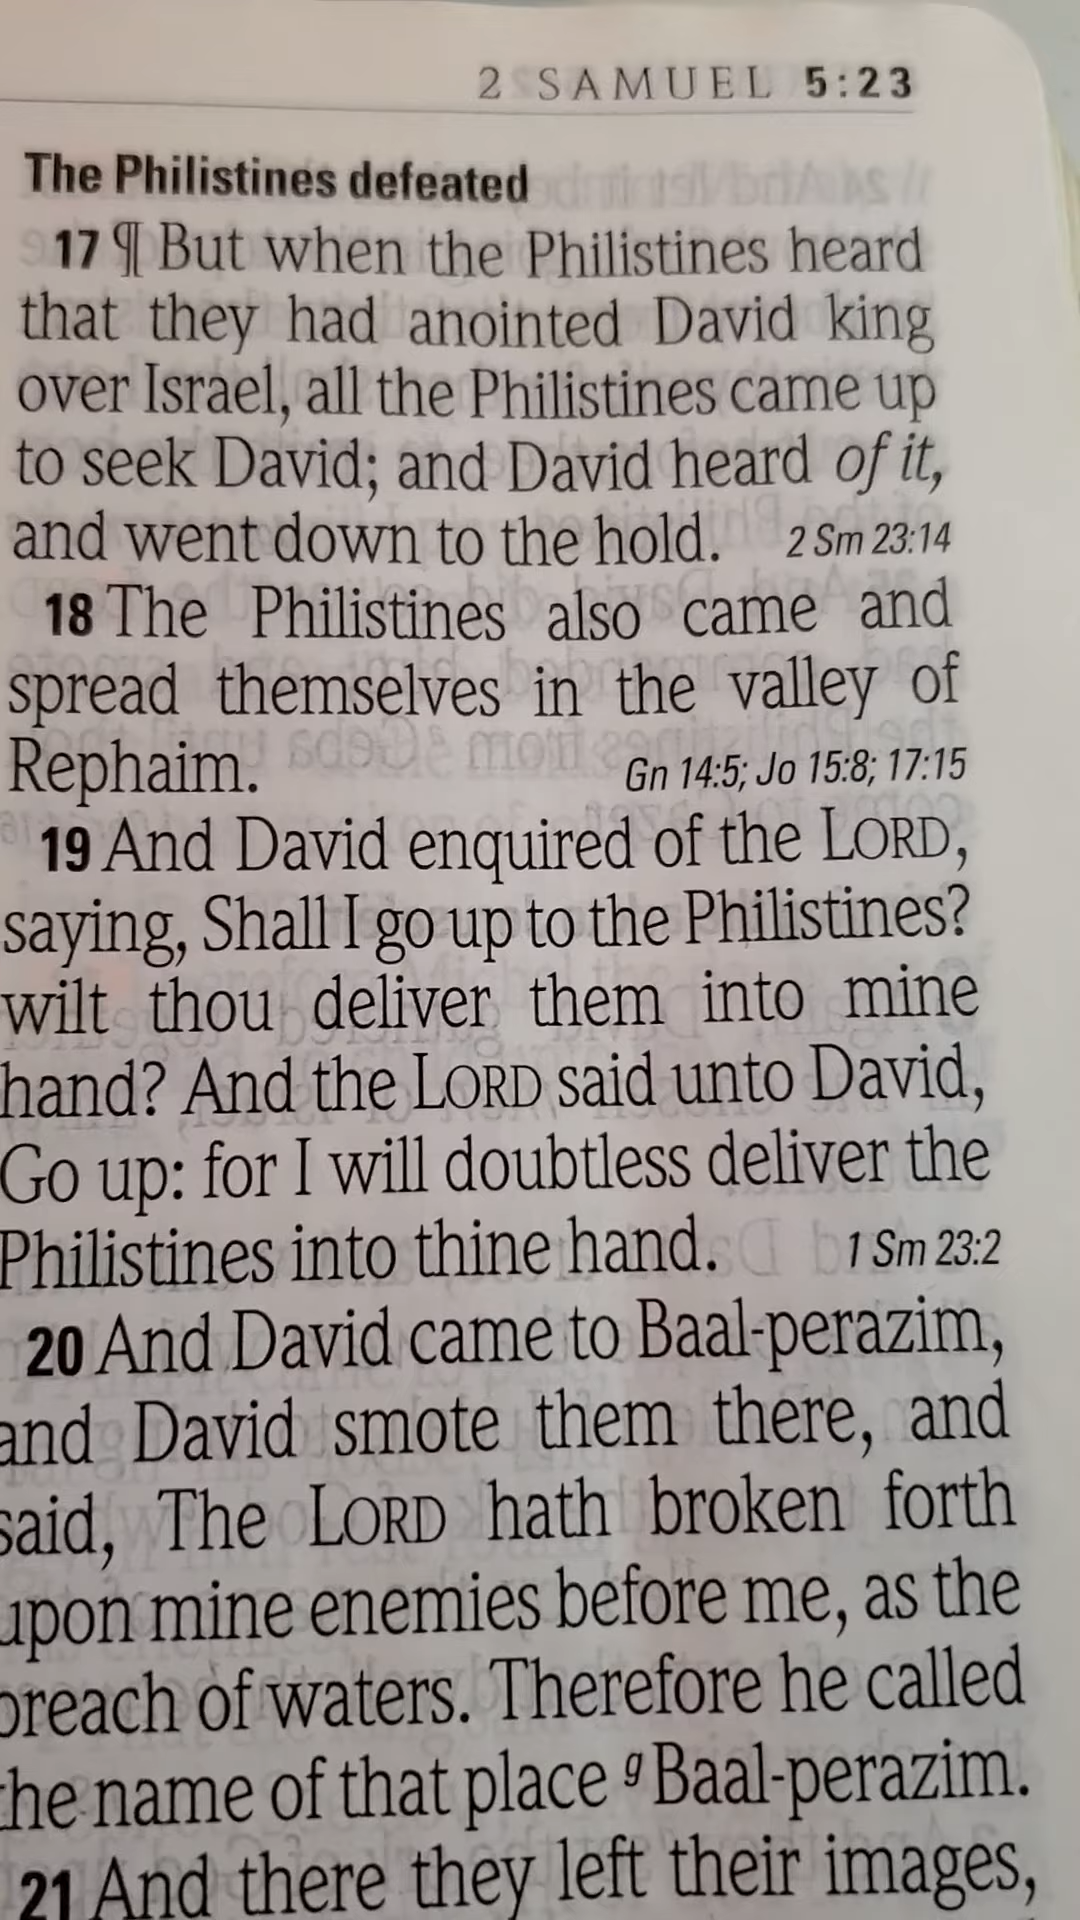 2 SAMUEL 5:23
The Philistines defeated
17 ¶ But when the Philistines heard
that they had anointed David king
over Israel, all the Philistines came up
to seek David; and David heard of it,
and went down to the hold. 2 Sm 23:14
18 The Philistines also came and
spread themselves in the valley of
Rephaim. Gn 14:5; Jo 15:8; 17:15
19 And David enquired of the LORD,
saying, Shall I go up to the Philistines?
wilt thou deliver them into mine
hand? And the LORD said unto David,
Go up: for I will doubtless deliver the
Philistines into thine hand. 1 Sm 23:2
20 And David came to Baal-perazim,
and David smote them there, and
said, The LORD hath broken forth
upon mine enemies before me, as the
breach of waters. Therefore he called
the name of that place g Baal-perazim.
21 And there they left their images,